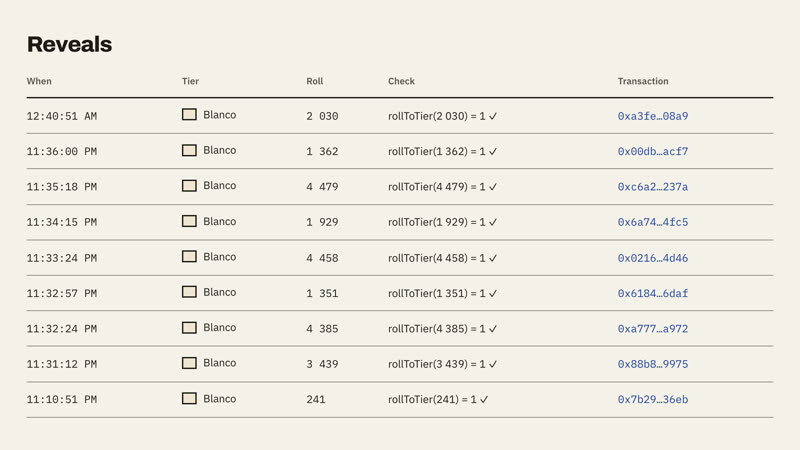 Reveals
When Tier Roll Check Transaction
12:40:51 AM Blanco 2 030 rollToTier(2 030) = 1 ✓ 0xa3fe…08a9
11:36:00 PM Blanco 1 362 rollToTier(1 362) = 1 ✓ 0x00db…acf7
11:35:18 PM Blanco 4 479 rollToTier(4 479) = 1 ✓ 0xc6a2…237a
11:34:15 PM Blanco 1 929 rollToTier(1 929) = 1 ✓ 0x6a74…4fc5
11:33:24 PM Blanco 4 458 rollToTier(4 458) = 1 ✓ 0x0216…4d46
11:32:57 PM Blanco 1 351 rollToTier(1 351) = 1 ✓ 0x6184…6daf
11:32:24 PM Blanco 4 385 rollToTier(4 385) = 1 ✓ 0xa777…a972
11:31:12 PM Blanco 3 439 rollToTier(3 439) = 1 ✓ 0x88b8…9975
11:10:51 PM Blanco 241 rollToTier(241) = 1 ✓ 0x7b29…36eb